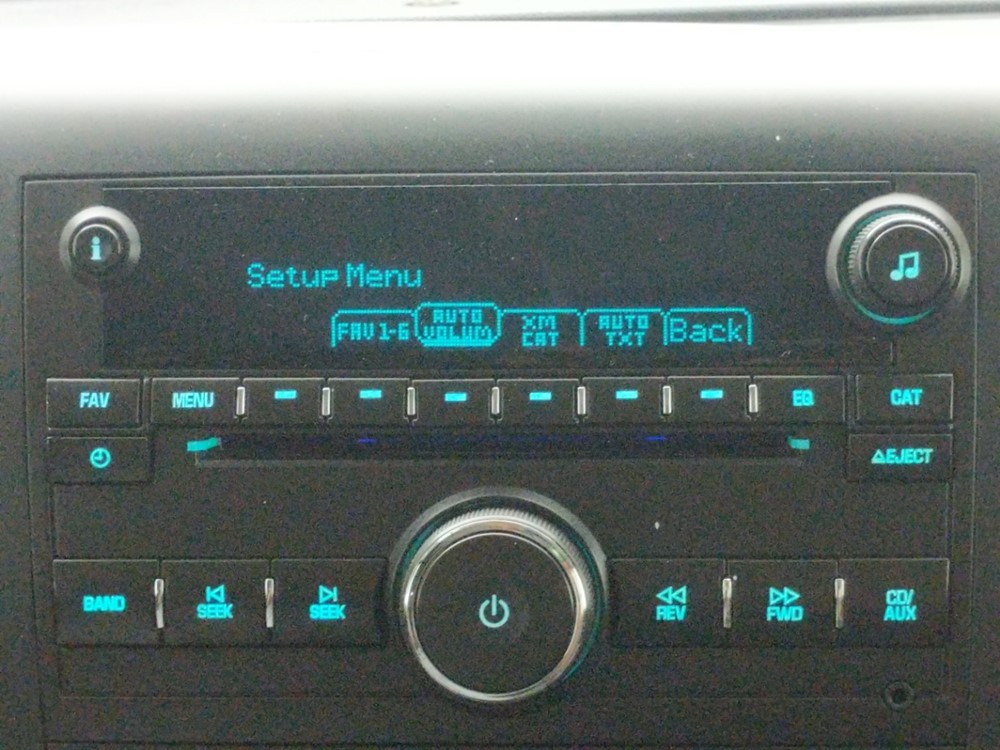 i
Setup Menu
FAV 1-6 AUTO VOLUM XM CAT AUTO TXT Back
FAV MENU EQ CAT
EJECT
BAND SEEK SEEK REV FWD CD/ AUX